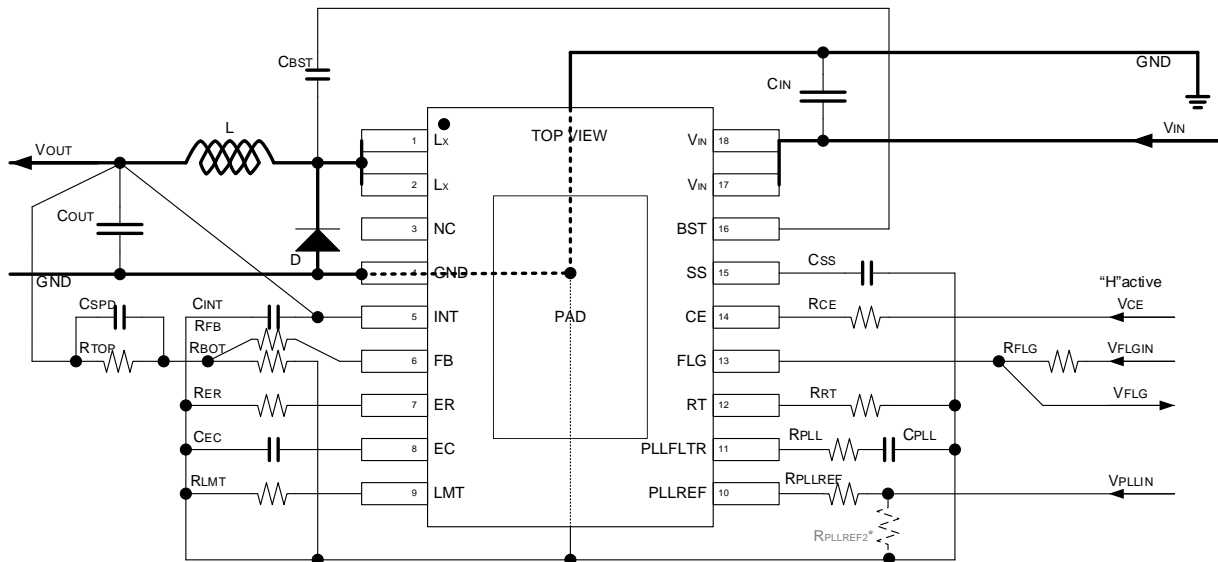 CBST
GND
CIN
L
TOP VIEW
VOUT
1 LX
VIN 18
VIN
2 LX
VIN 17
COUT
3 NC
BST 16
D
GND
4 GND
SS 15
CSS
"H"active
CSPD
CINT
5 INT
PAD
CE 14
RCE
VCE
RFB
RTOP
RBOT
6 FB
FLG 13
RFLG
VFLGIN
RER
7 ER
RT 12
RRT
VFLG
CEC
8 EC
PLLFLTR 11
RPLL
CPLL
RLMT
9 LMT
PLLREF 10
RPLLREF
VPLLIN
RPLLREF2*